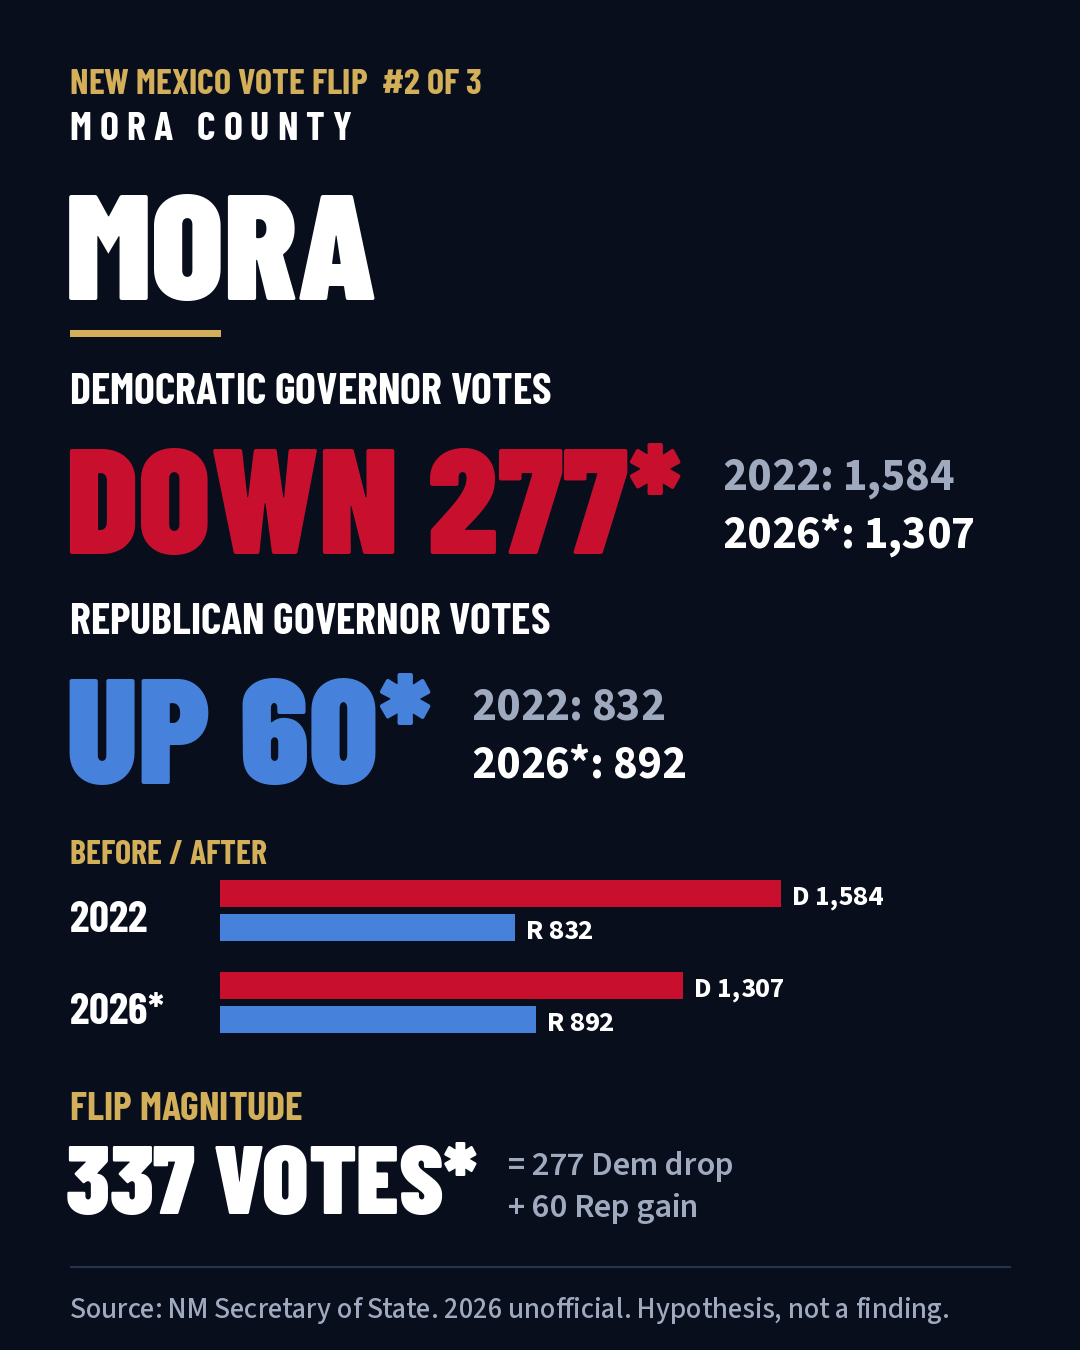 NEW MEXICO VOTE FLIP #2 OF 3
MORA COUNTY
MORA
DEMOCRATIC GOVERNOR VOTES
DOWN 277*
2022: 1,584
2026*: 1,307
REPUBLICAN GOVERNOR VOTES
UP 60*
2022: 832
2026*: 892
BEFORE / AFTER
2022
D 1,584
R 832
2026*
D 1,307
R 892
FLIP MAGNITUDE
337 VOTES*
= 277 Dem drop
+ 60 Rep gain
Source: NM Secretary of State. 2026 unofficial. Hypothesis, not a finding.